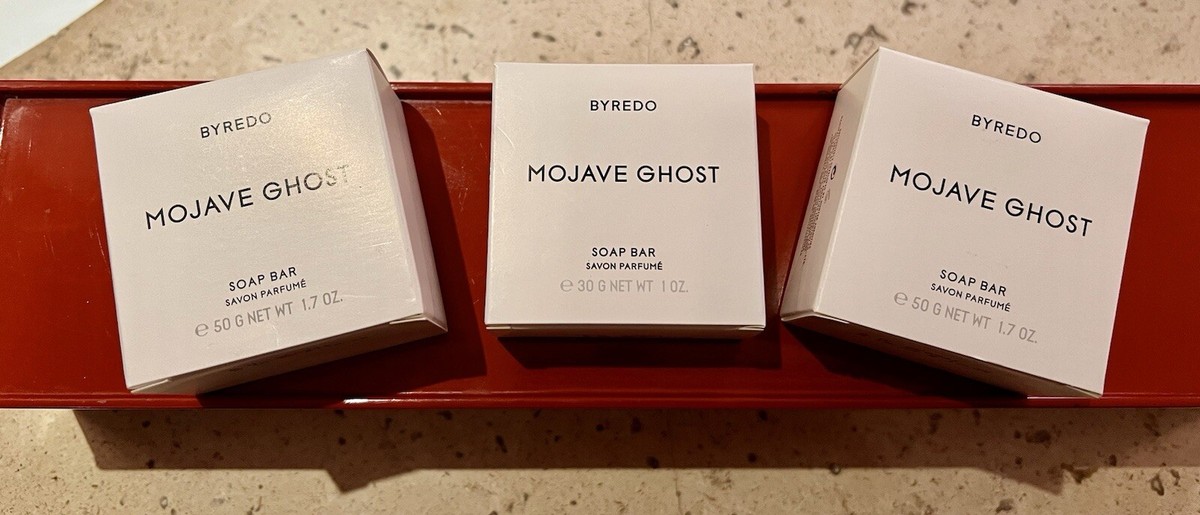 BYREDO
MOJAVE GHOST
SOAP BAR
SAVON PARFUMÉ
℮ 50 G NET WT 1.7 OZ.
BYREDO
MOJAVE GHOST
SOAP BAR
SAVON PARFUMÉ
℮ 30 G NET WT 1 OZ.
BYREDO
MOJAVE GHOST
SOAP BAR
SAVON PARFUMÉ
℮ 50 G NET WT 1.7 OZ.